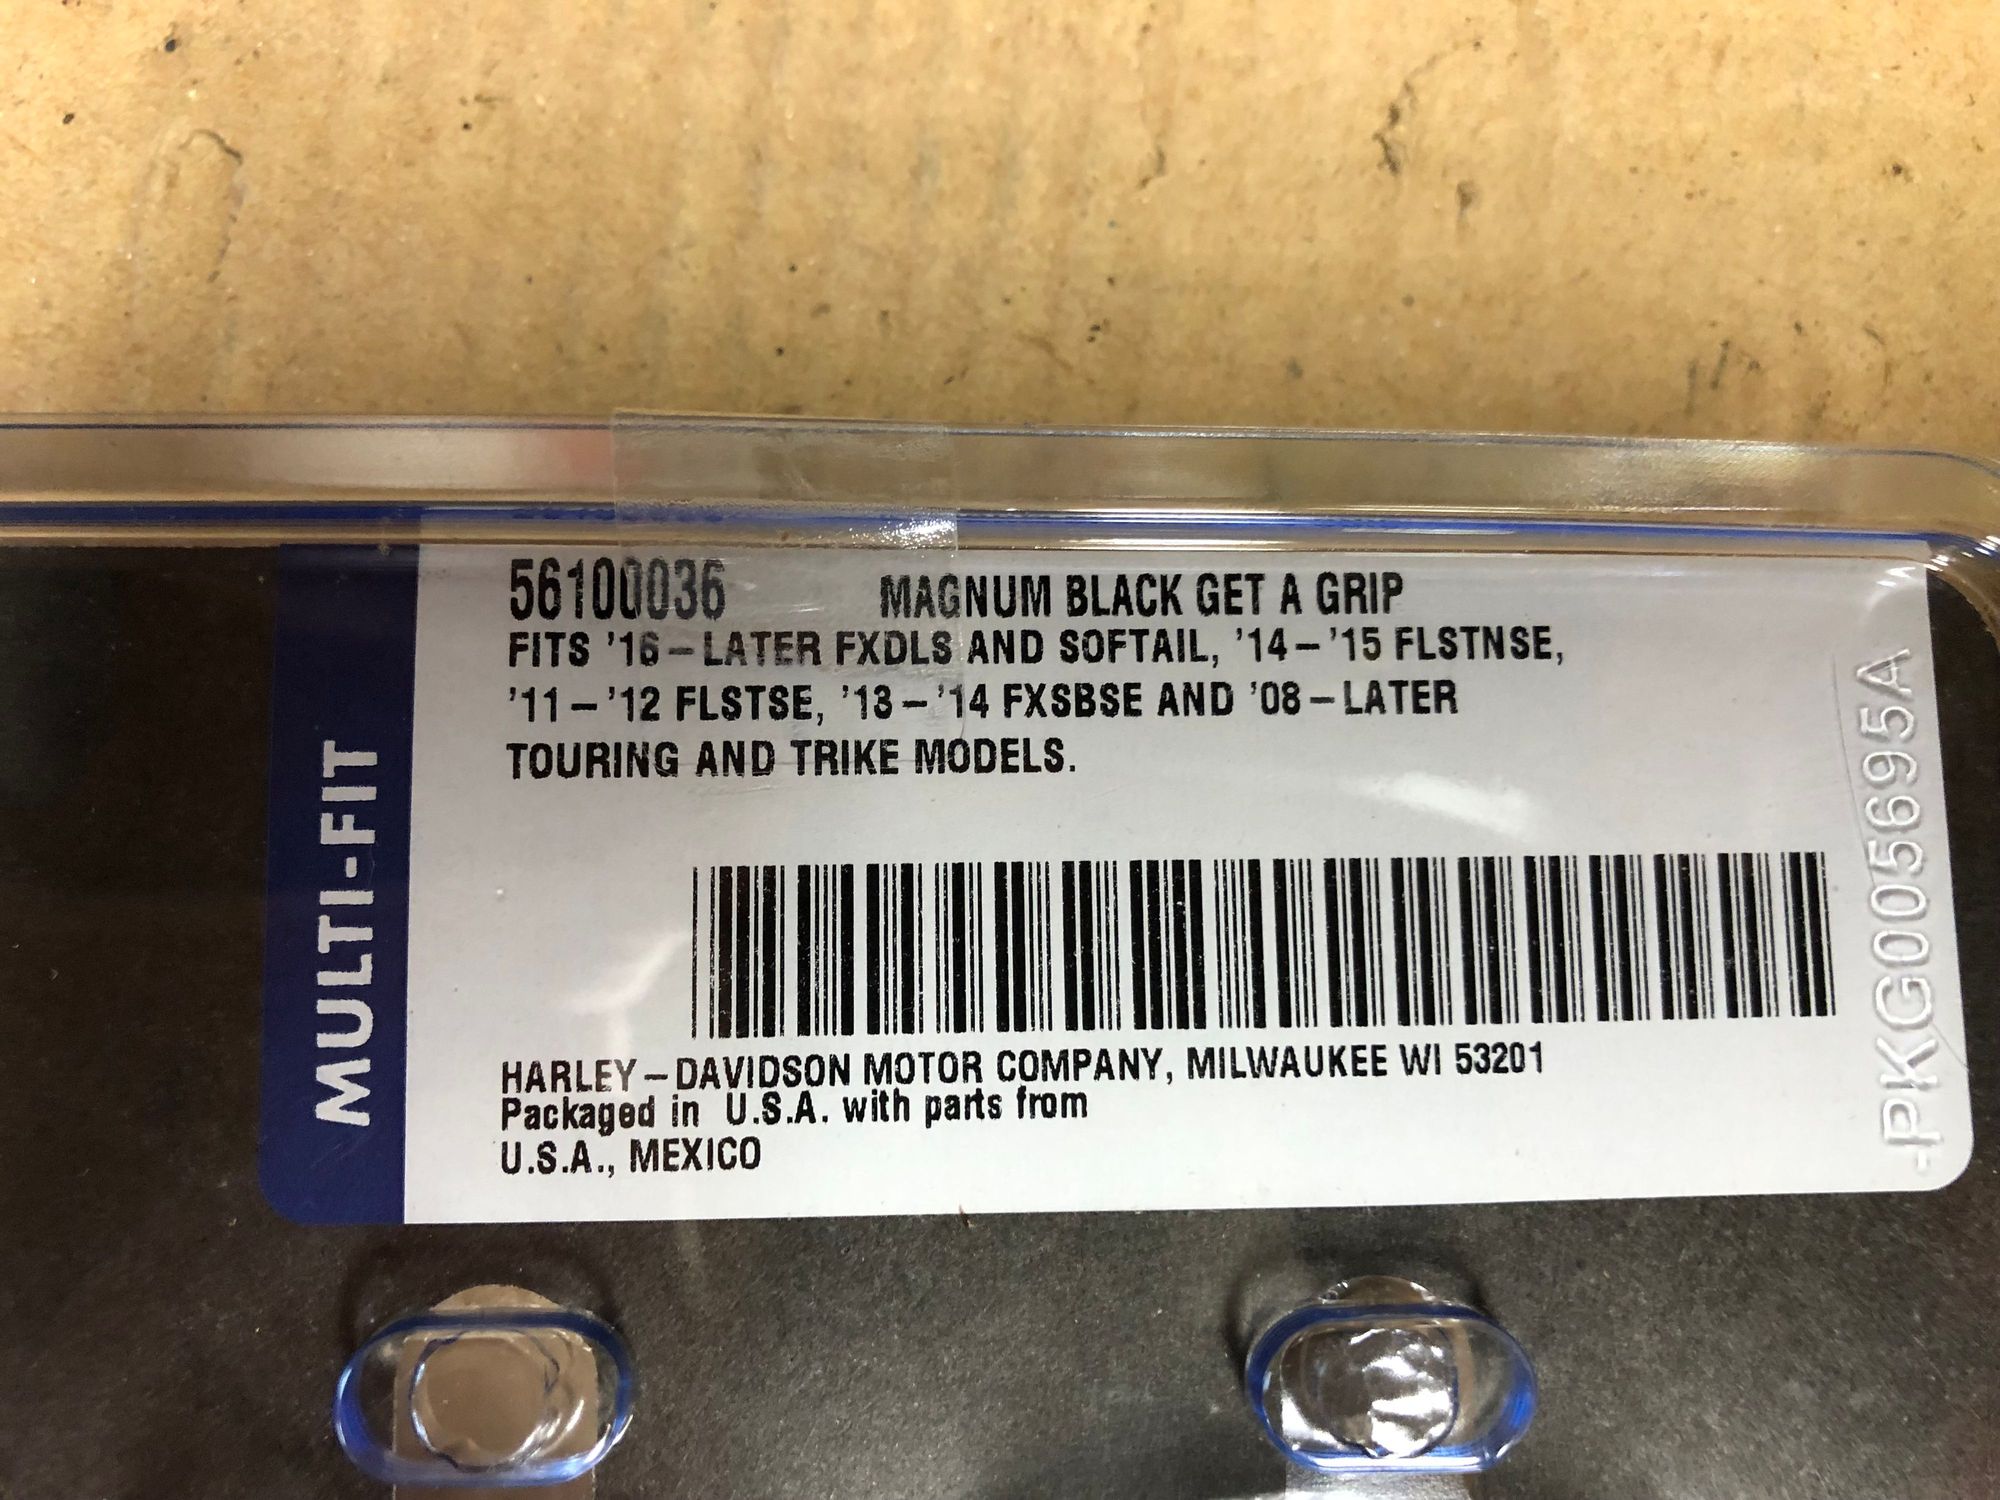 56100036 MAGNUM BLACK GET A GRIP
FITS '16-LATER FXDLS AND SOFTAIL, '14-'15 FLSTNSE,
'11-'12 FLSTSE, '13-'14 FXSBSE AND '08-LATER
TOURING AND TRIKE MODELS.
HARLEY-DAVIDSON MOTOR COMPANY, MILWAUKEE WI 53201
Packaged in U.S.A. with parts from
U.S.A., MEXICO
MULTI-FIT
-PKG005695A